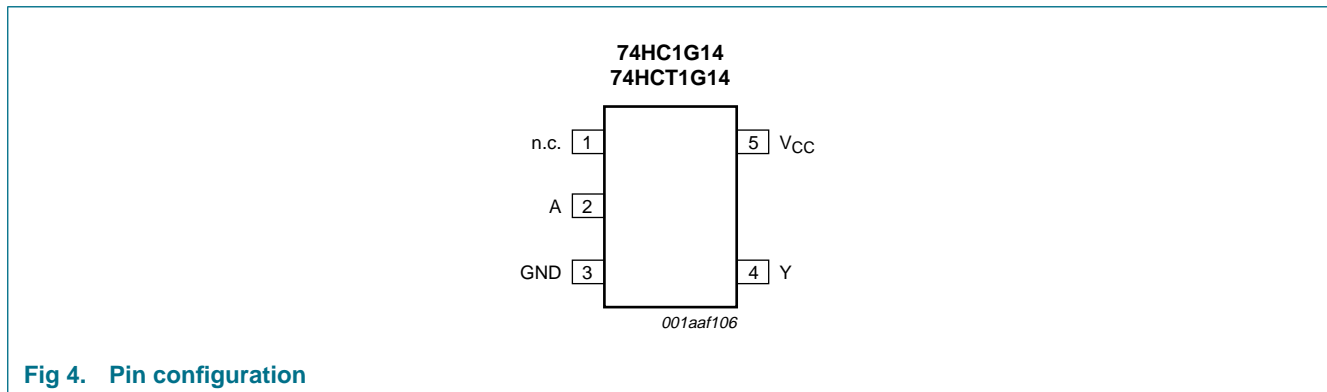 74HC1G14
74HCT1G14
n.c. 1
5 VCC
A 2
GND 3
4 Y
001aaf106
Fig 4. Pin configuration